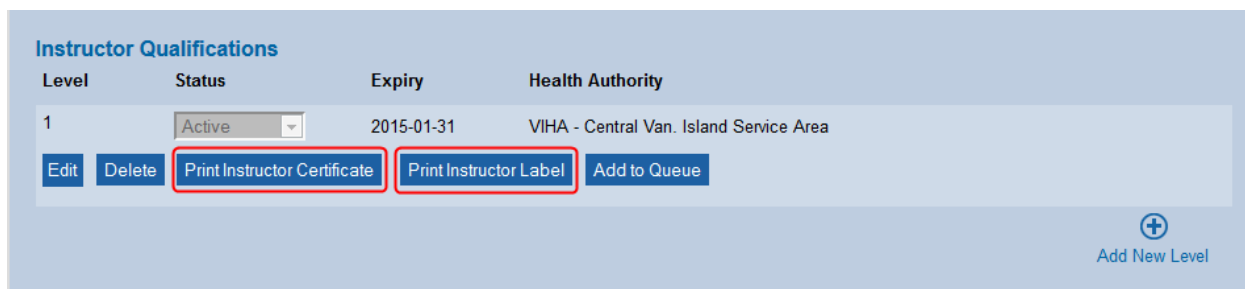 Instructor Qualifications
Level Status Expiry Health Authority
1 Active 2015-01-31 VIHA - Central Van. Island Service Area
Edit Delete Print Instructor Certificate Print Instructor Label Add to Queue
Add New Level